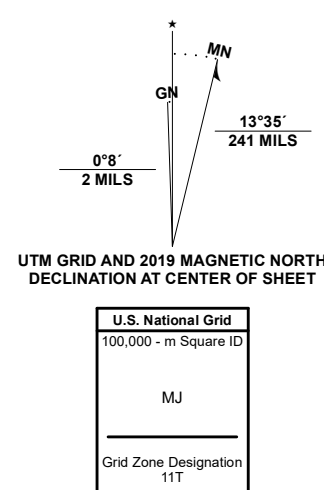 ★
MN
GN
13°35´
241 MILS
0°8´
2 MILS
UTM GRID AND 2019 MAGNETIC NORTH
DECLINATION AT CENTER OF SHEET
U.S. National Grid
100,000 - m Square ID
MJ
Grid Zone Designation
11T